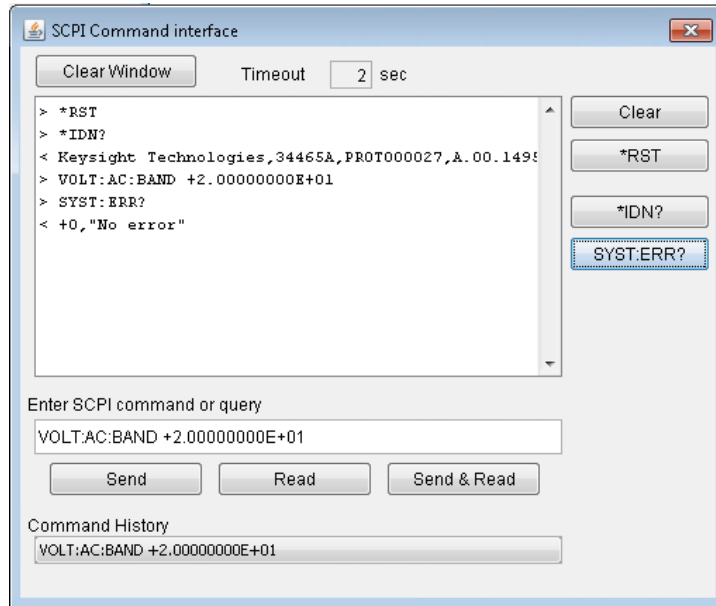 SCPI Command interface
Clear Window
Timeout 2 sec
> *RST
> *IDN?
< Keysight Technologies,34465A,PROT000027,A.00.1495
> VOLT:AC:BAND +2.00000000E+01
> SYST:ERR?
< +0,"No error"
Clear
*RST
*IDN?
SYST:ERR?
Enter SCPI command or query
VOLT:AC:BAND +2.00000000E+01
Send
Read
Send & Read
Command History
VOLT:AC:BAND +2.00000000E+01